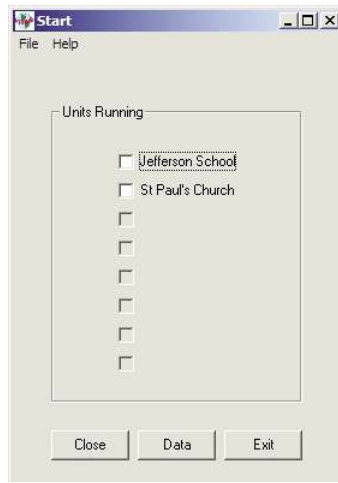 Start
File Help
Units Running
Jefferson School
St Paul's Church
Close Data Exit